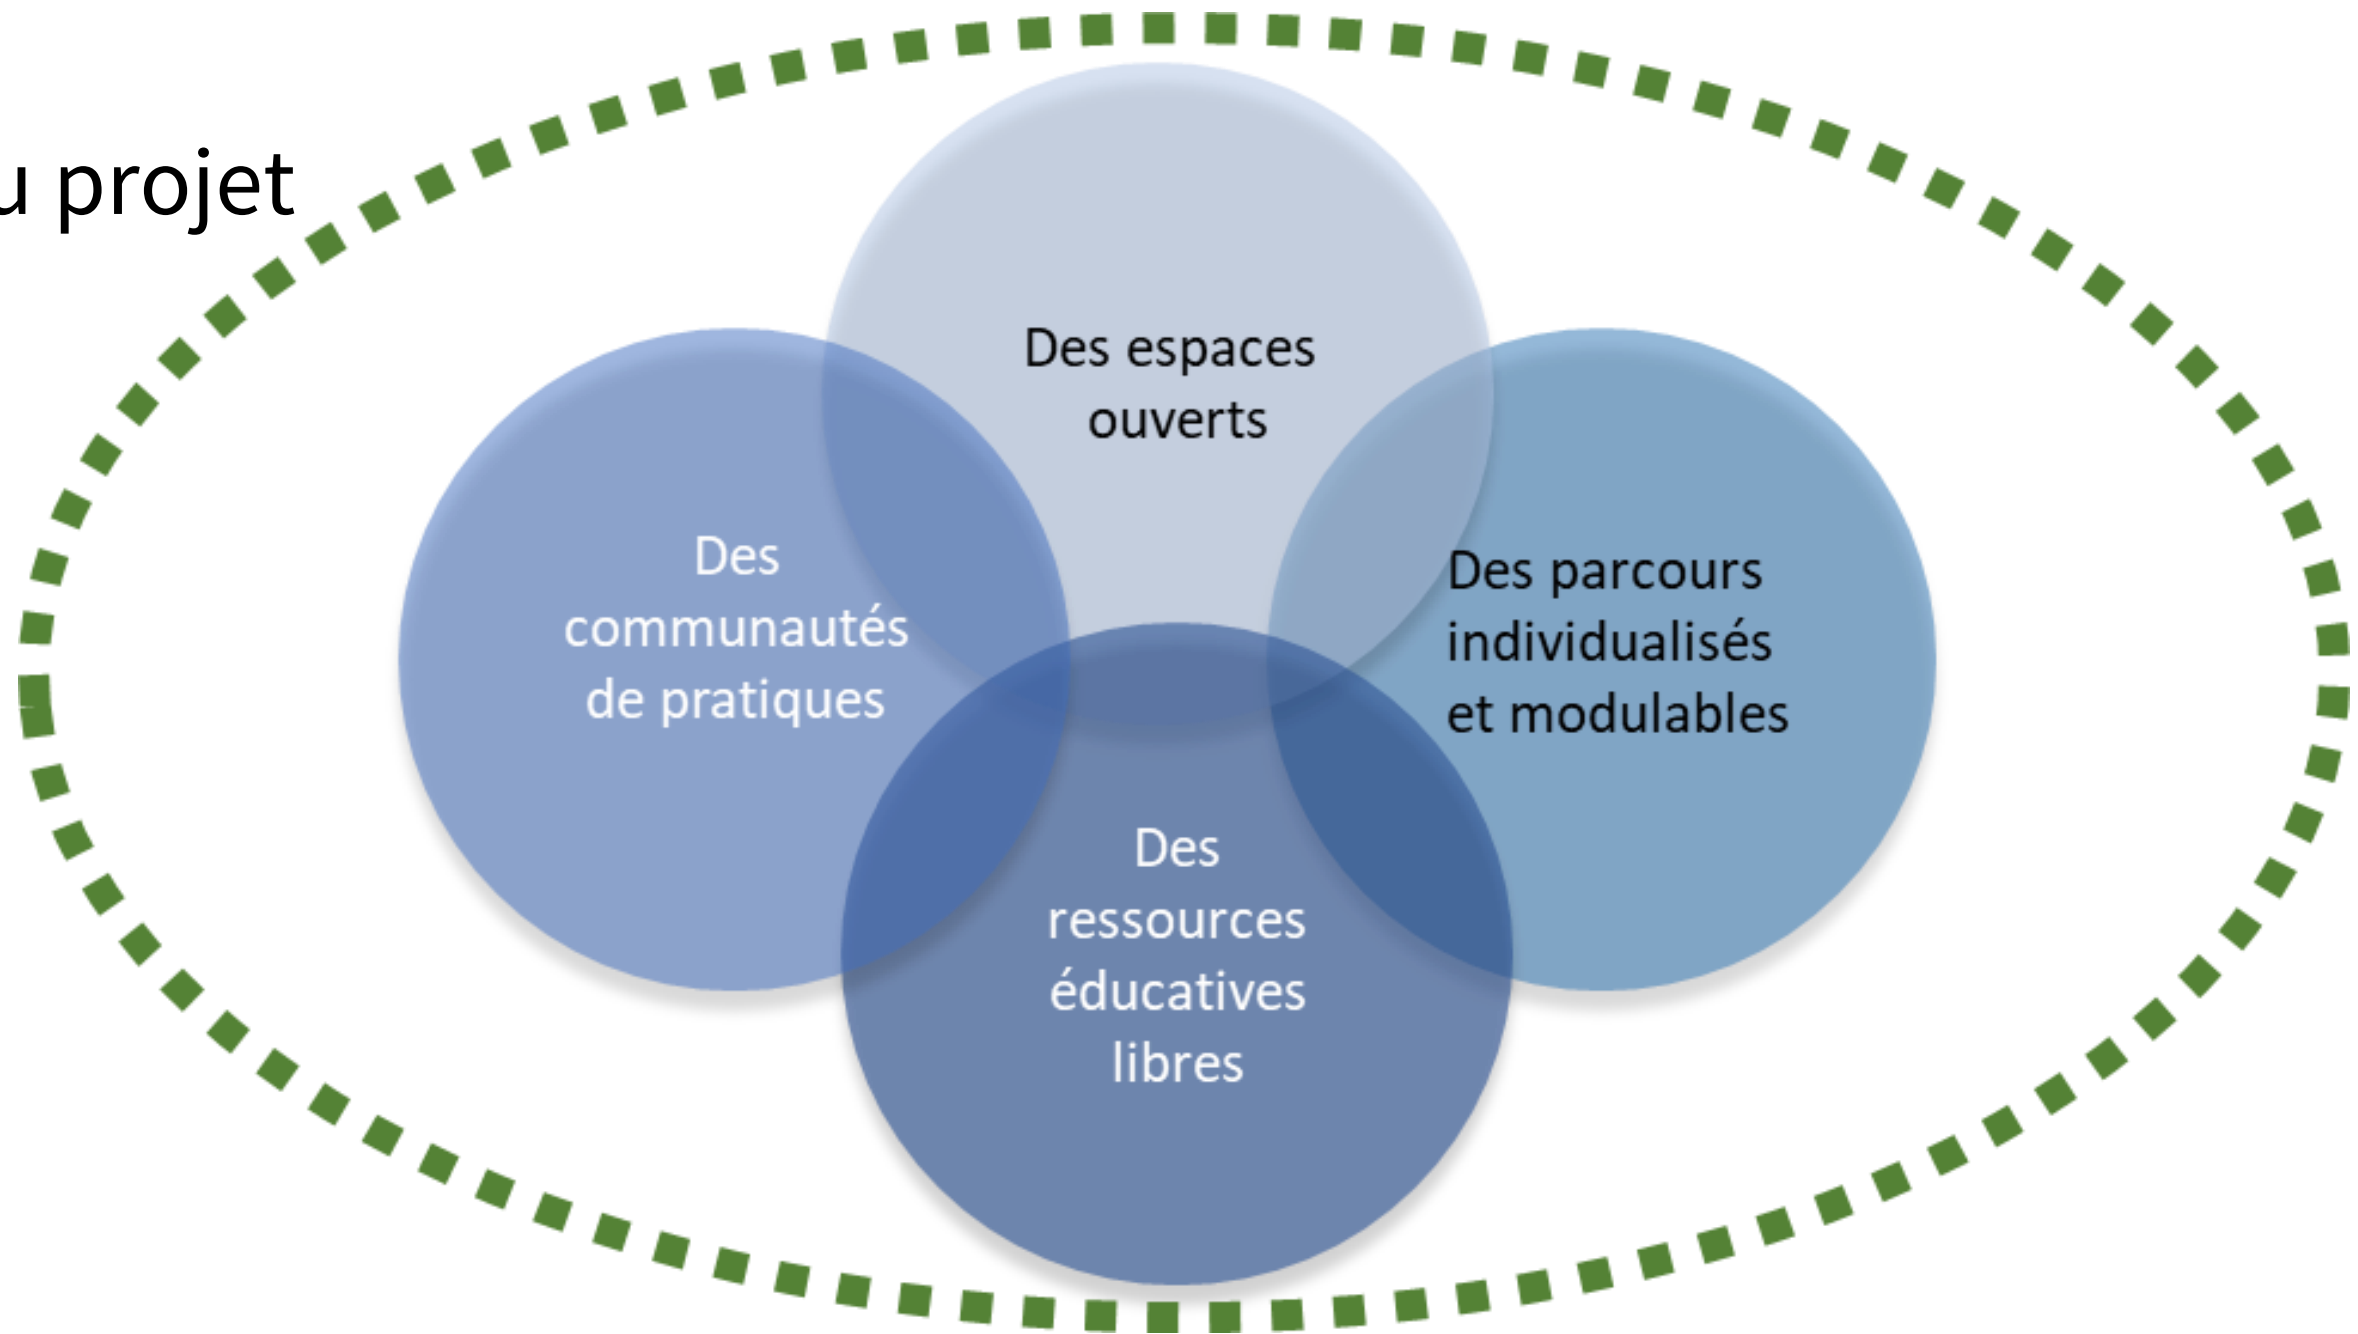 u projet
Des espaces
ouverts
Des
communautés
de pratiques
Des parcours
individualisés
et modulables
Des
ressources
éducatives
libres